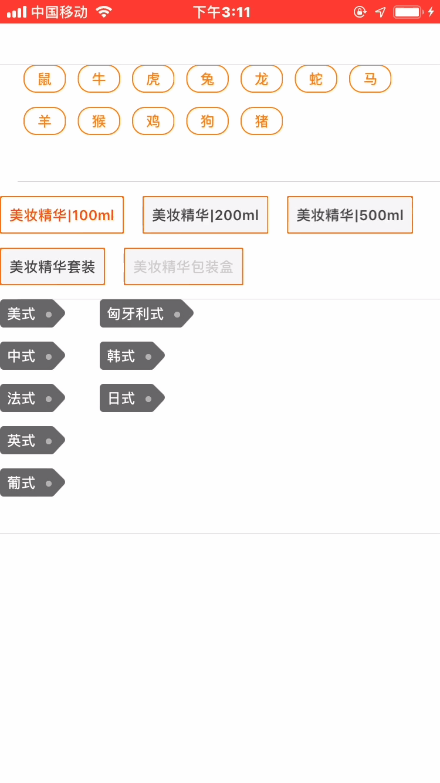 中国移动 下午3:11
鼠 牛 虎 兔 龙 蛇 马
羊 猴 鸡 狗 猪
美妆精华|100ml 美妆精华|200ml 美妆精华|500ml
美妆精华套装 美妆精华包装盒
美式 匈牙利式
中式 韩式
法式 日式
英式
葡式